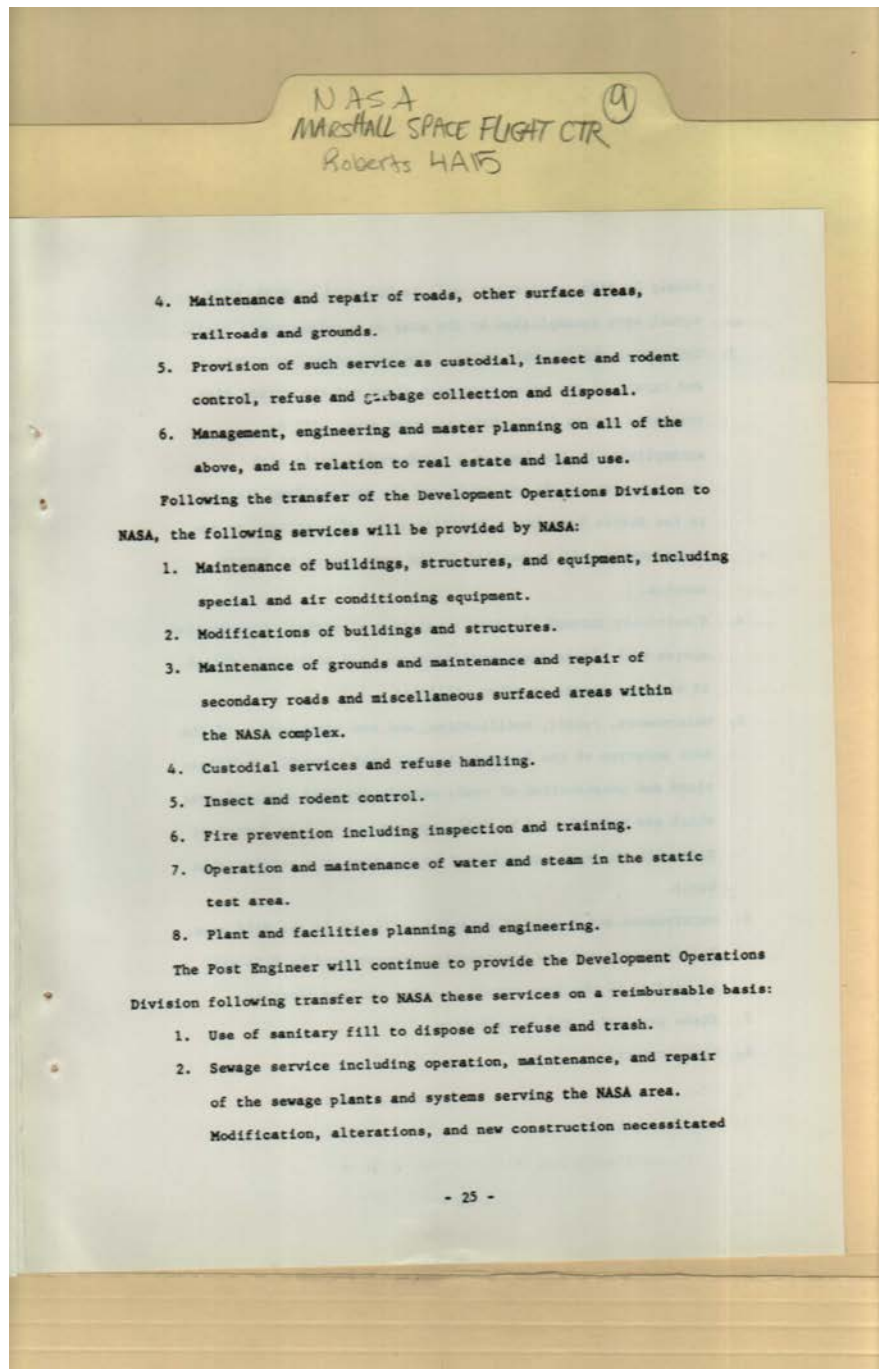 NASA
9
MARSHALL SPACE FLIGHT CTR
Roberts 4A15
4. Maintenance and repair of roads, other surface areas,
railroads and grounds.
5. Provision of such service as custodial, insect and rodent
control, refuse and garbage collection and disposal.
6. Management, engineering and master planning on all of the
above, and in relation to real estate and land use.
Following the transfer of the Development Operations Division to
NASA, the following services will be provided by NASA:
1. Maintenance of buildings, structures, and equipment, including
special and air conditioning equipment.
2. Modifications of buildings and structures.
3. Maintenance of grounds and maintenance and repair of
secondary roads and miscellaneous surfaced areas within
the NASA complex.
4. Custodial services and refuse handling.
5. Insect and rodent control.
6. Fire prevention including inspection and training.
7. Operation and maintenance of water and steam in the static
test area.
8. Plant and facilities planning and engineering.
The Post Engineer will continue to provide the Development Operations
Division following transfer to NASA these services on a reimbursable basis:
1. Use of sanitary fill to dispose of refuse and trash.
2. Sewage service including operation, maintenance, and repair
of the sewage plants and systems serving the NASA area.
Modification, alterations, and new construction necessitated
- 25 -